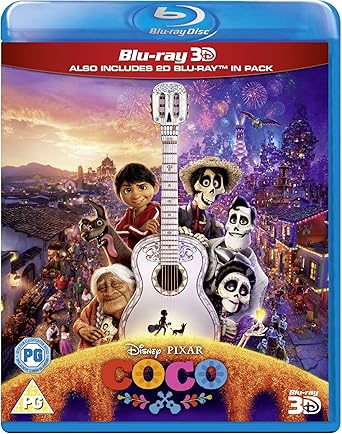 Blu-ray Disc
Blu-ray 3D
ALSO INCLUDES 2D BLU-RAY™ IN PACK
Disney • PIXAR
COCO
PG
PG
Blu-ray
3D